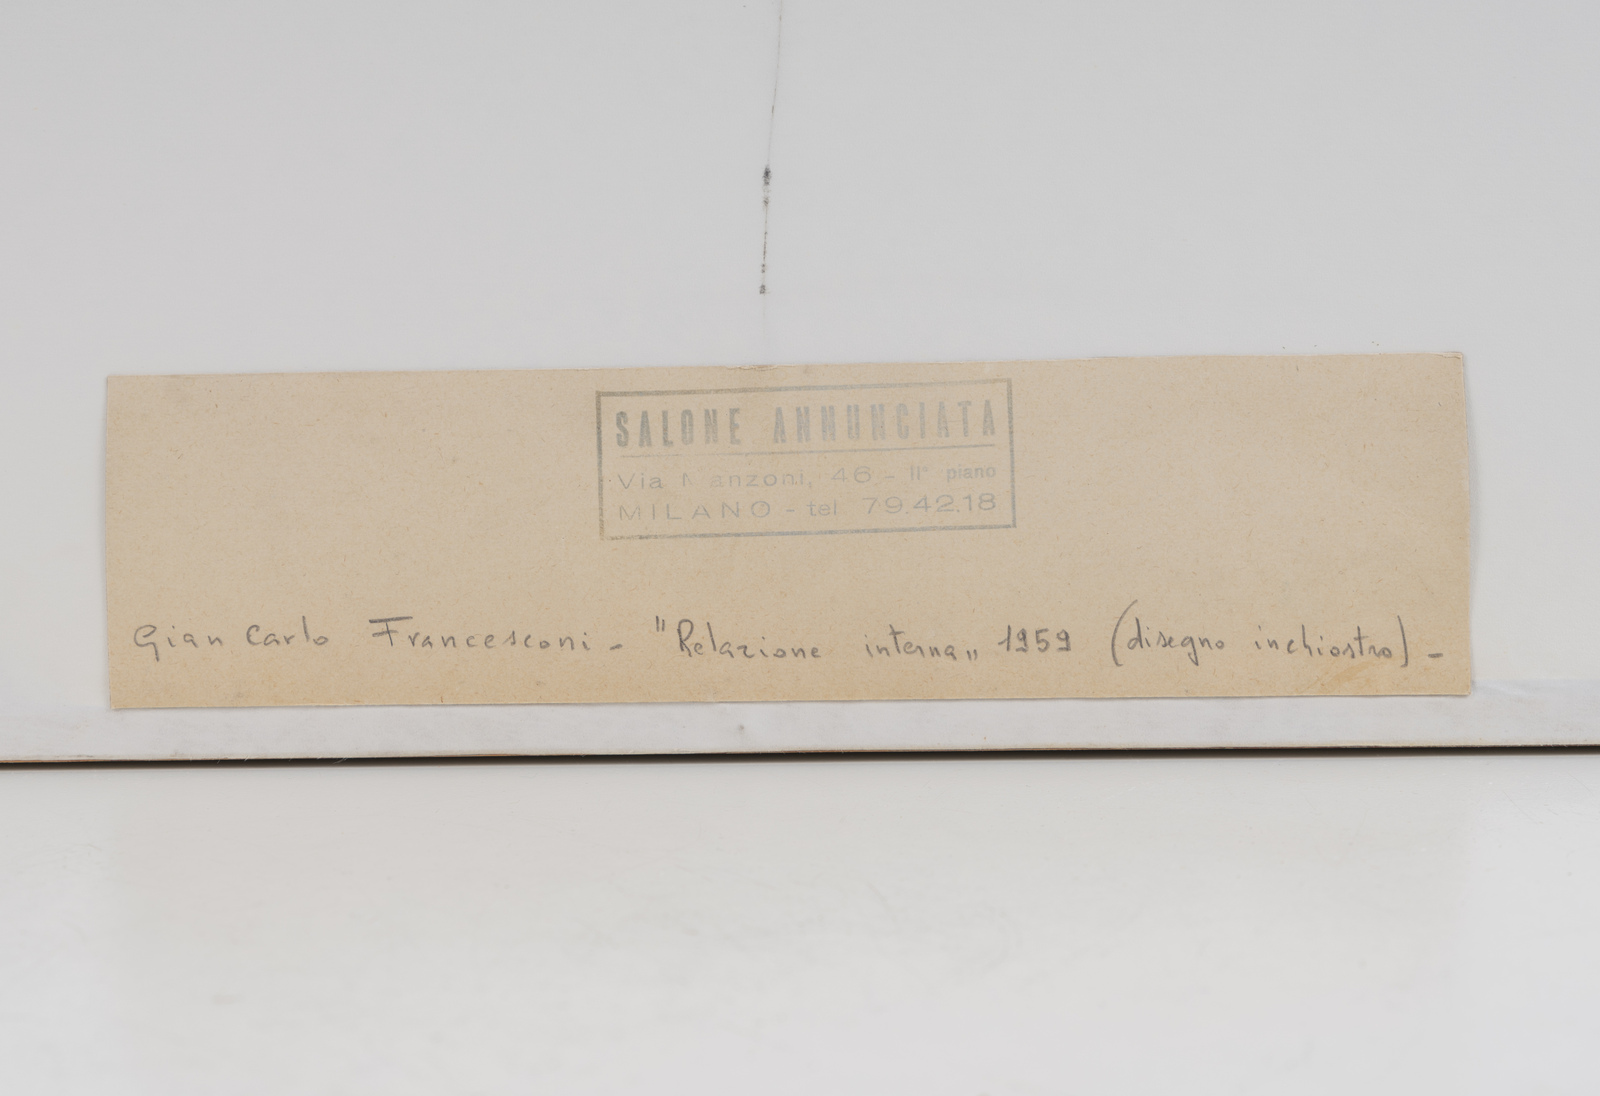 SALONE ANNUNCIATA
Via Manzoni, 46 - II° piano
MILANO - tel 79.42.18
Gian Carlo Francesconi - "Relazione interna„ 1959 (disegno inchiostro) -